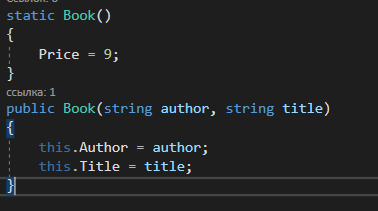 static Book()
{
Price = 9;
}
ссылка: 1
public Book(string author, string title)
{
this.Author = author;
this.Title = title;
}